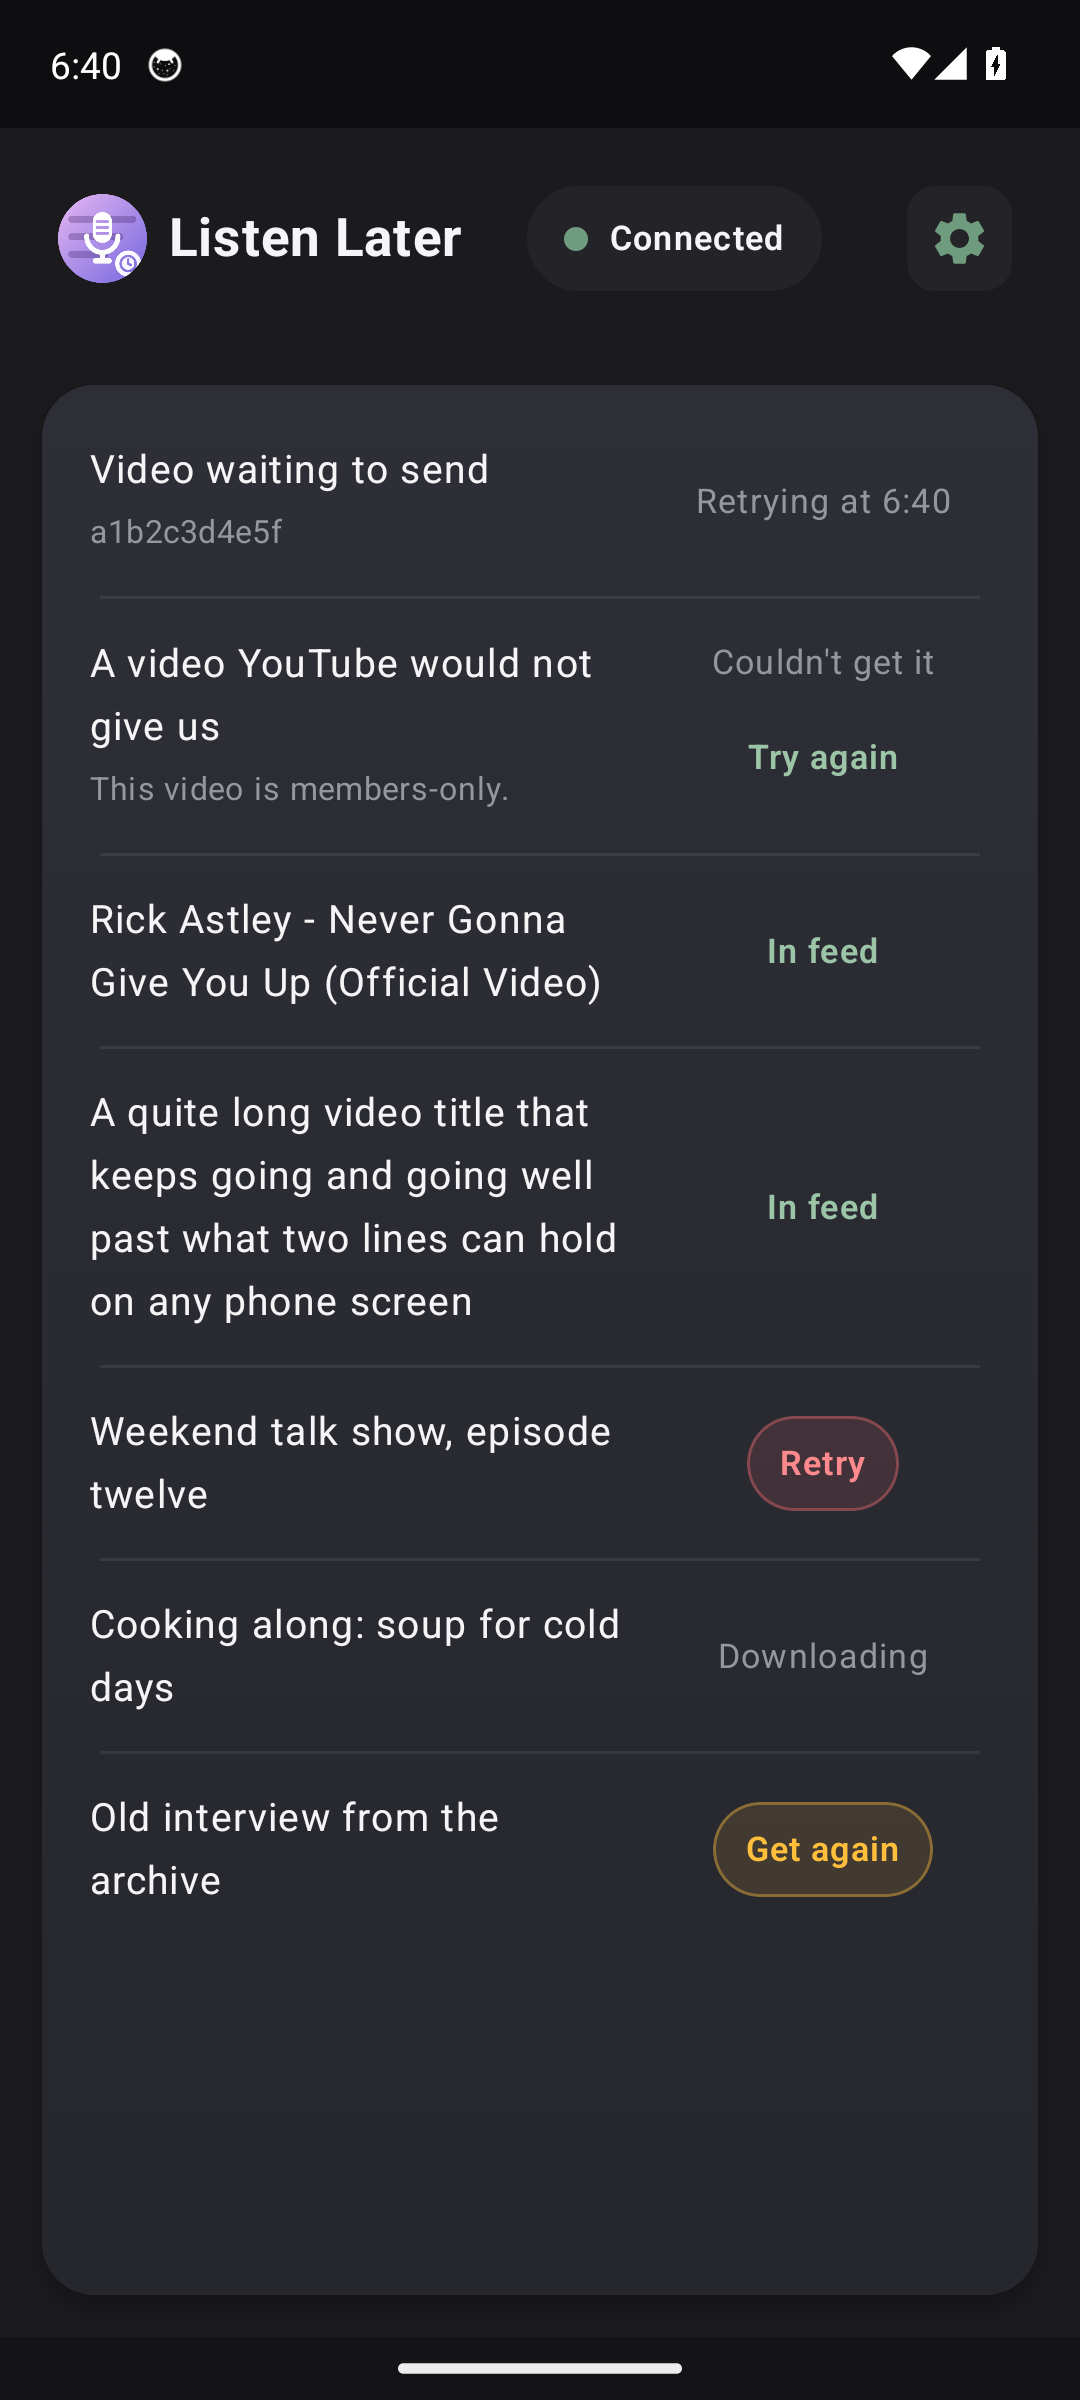 6:40
Listen Later
Connected
Video waiting to send
a1b2c3d4e5f
Retrying at 6:40
A video YouTube would not
give us
This video is members-only.
Couldn't get it
Try again
Rick Astley - Never Gonna
Give You Up (Official Video)
In feed
A quite long video title that
keeps going and going well
past what two lines can hold
on any phone screen
In feed
Weekend talk show, episode
twelve
Retry
Cooking along: soup for cold
days
Downloading
Old interview from the
archive
Get again